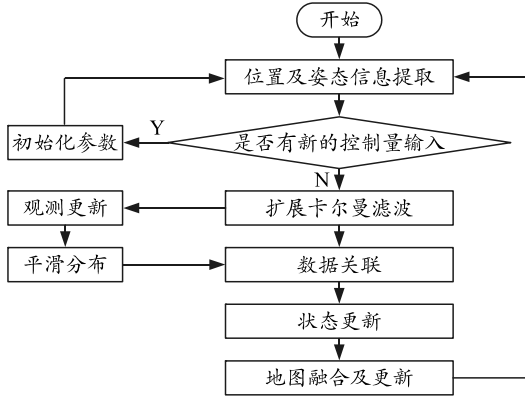 开始
位置及姿态信息提取
是否有新的控制量输入
Y
初始化参数
N
扩展卡尔曼滤波
观测更新
平滑分布
数据关联
状态更新
地图融合及更新